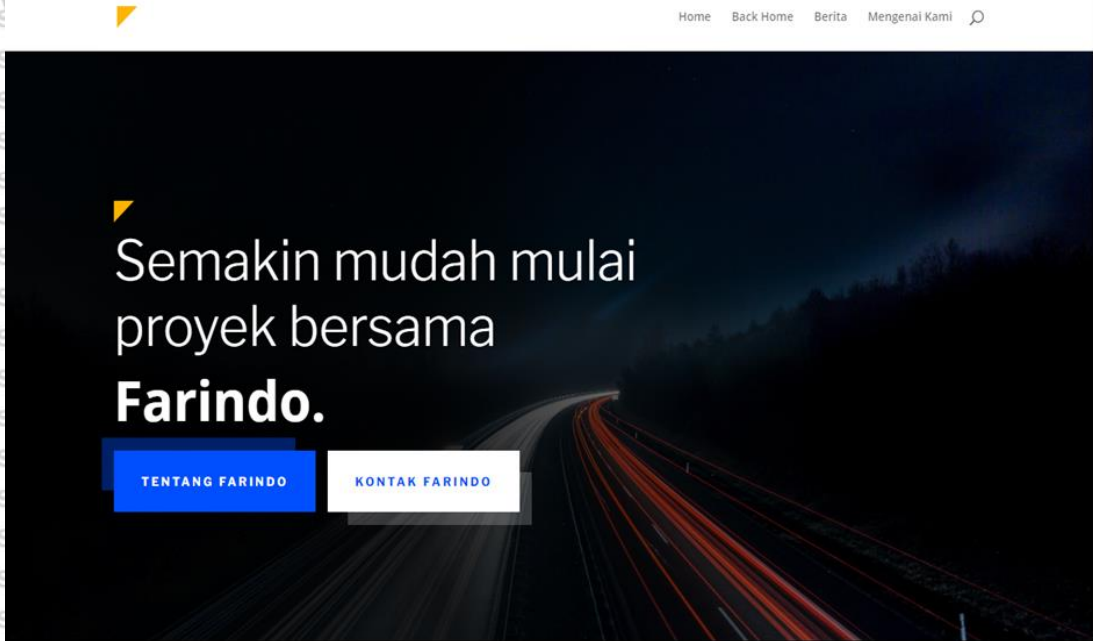 Home Back Home Berita Mengenai Kami
Semakin mudah mulai
proyek bersama
Farindo.
TENTANG FARINDO KONTAK FARINDO